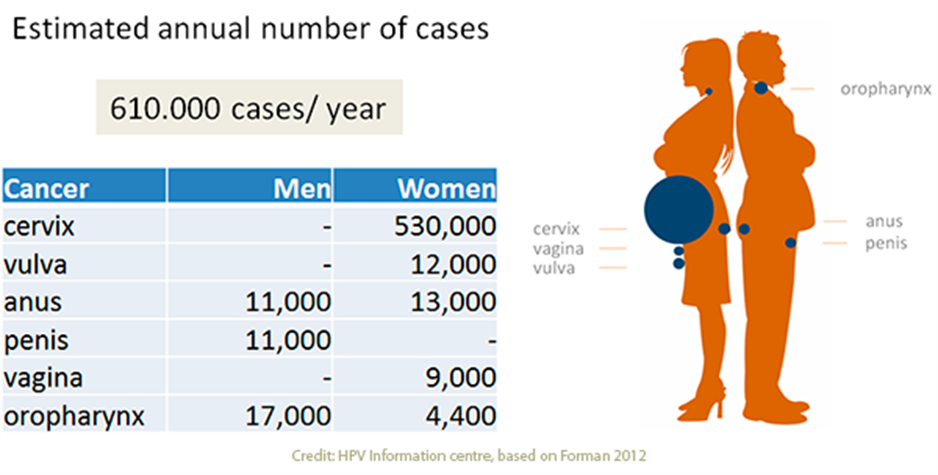 Estimated annual number of cases
610.000 cases/ year
Cancer Men Women
cervix - 530,000
vulva - 12,000
anus 11,000 13,000
penis 11,000 -
vagina - 9,000
oropharynx 17,000 4,400
oropharynx
cervix
vagina
vulva
anus
penis
Credit: HPV Information centre, based on Forman 2012